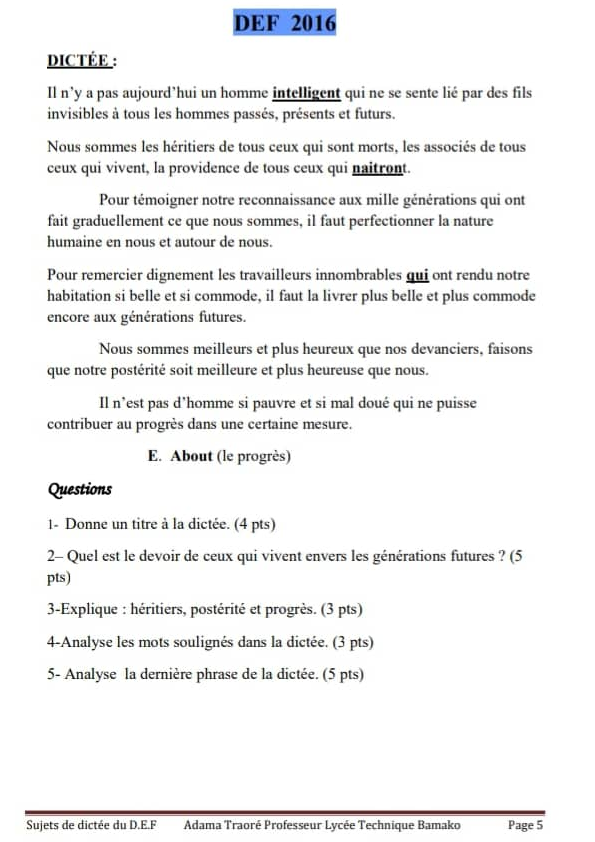 DEF 2016
DICTÉE :
Il n'y a pas aujourd'hui un homme intelligent qui ne se sente lié par des fils
invisibles à tous les hommes passés, présents et futurs.
Nous sommes les héritiers de tous ceux qui sont morts, les associés de tous
ceux qui vivent, la providence de tous ceux qui naitront.
Pour témoigner notre reconnaissance aux mille générations qui ont
fait graduellement ce que nous sommes, il faut perfectionner la nature
humaine en nous et autour de nous.
Pour remercier dignement les travailleurs innombrables qui ont rendu notre
habitation si belle et si commode, il faut la livrer plus belle et plus commode
encore aux générations futures.
Nous sommes meilleurs et plus heureux que nos devanciers, faisons
que notre postérité soit meilleure et plus heureuse que nous.
Il n'est pas d'homme si pauvre et si mal doué qui ne puisse
contribuer au progrès dans une certaine mesure.
E. About (le progrès)
Questions
1- Donne un titre à la dictée. (4 pts)
2– Quel est le devoir de ceux qui vivent envers les générations futures ? (5
pts)
3-Explique : héritiers, postérité et progrès. (3 pts)
4-Analyse les mots soulignés dans la dictée. (3 pts)
5- Analyse la dernière phrase de la dictée. (5 pts)
Sujets de dictée du D.E.F Adama Traoré Professeur Lycée Technique Bamako Page 5